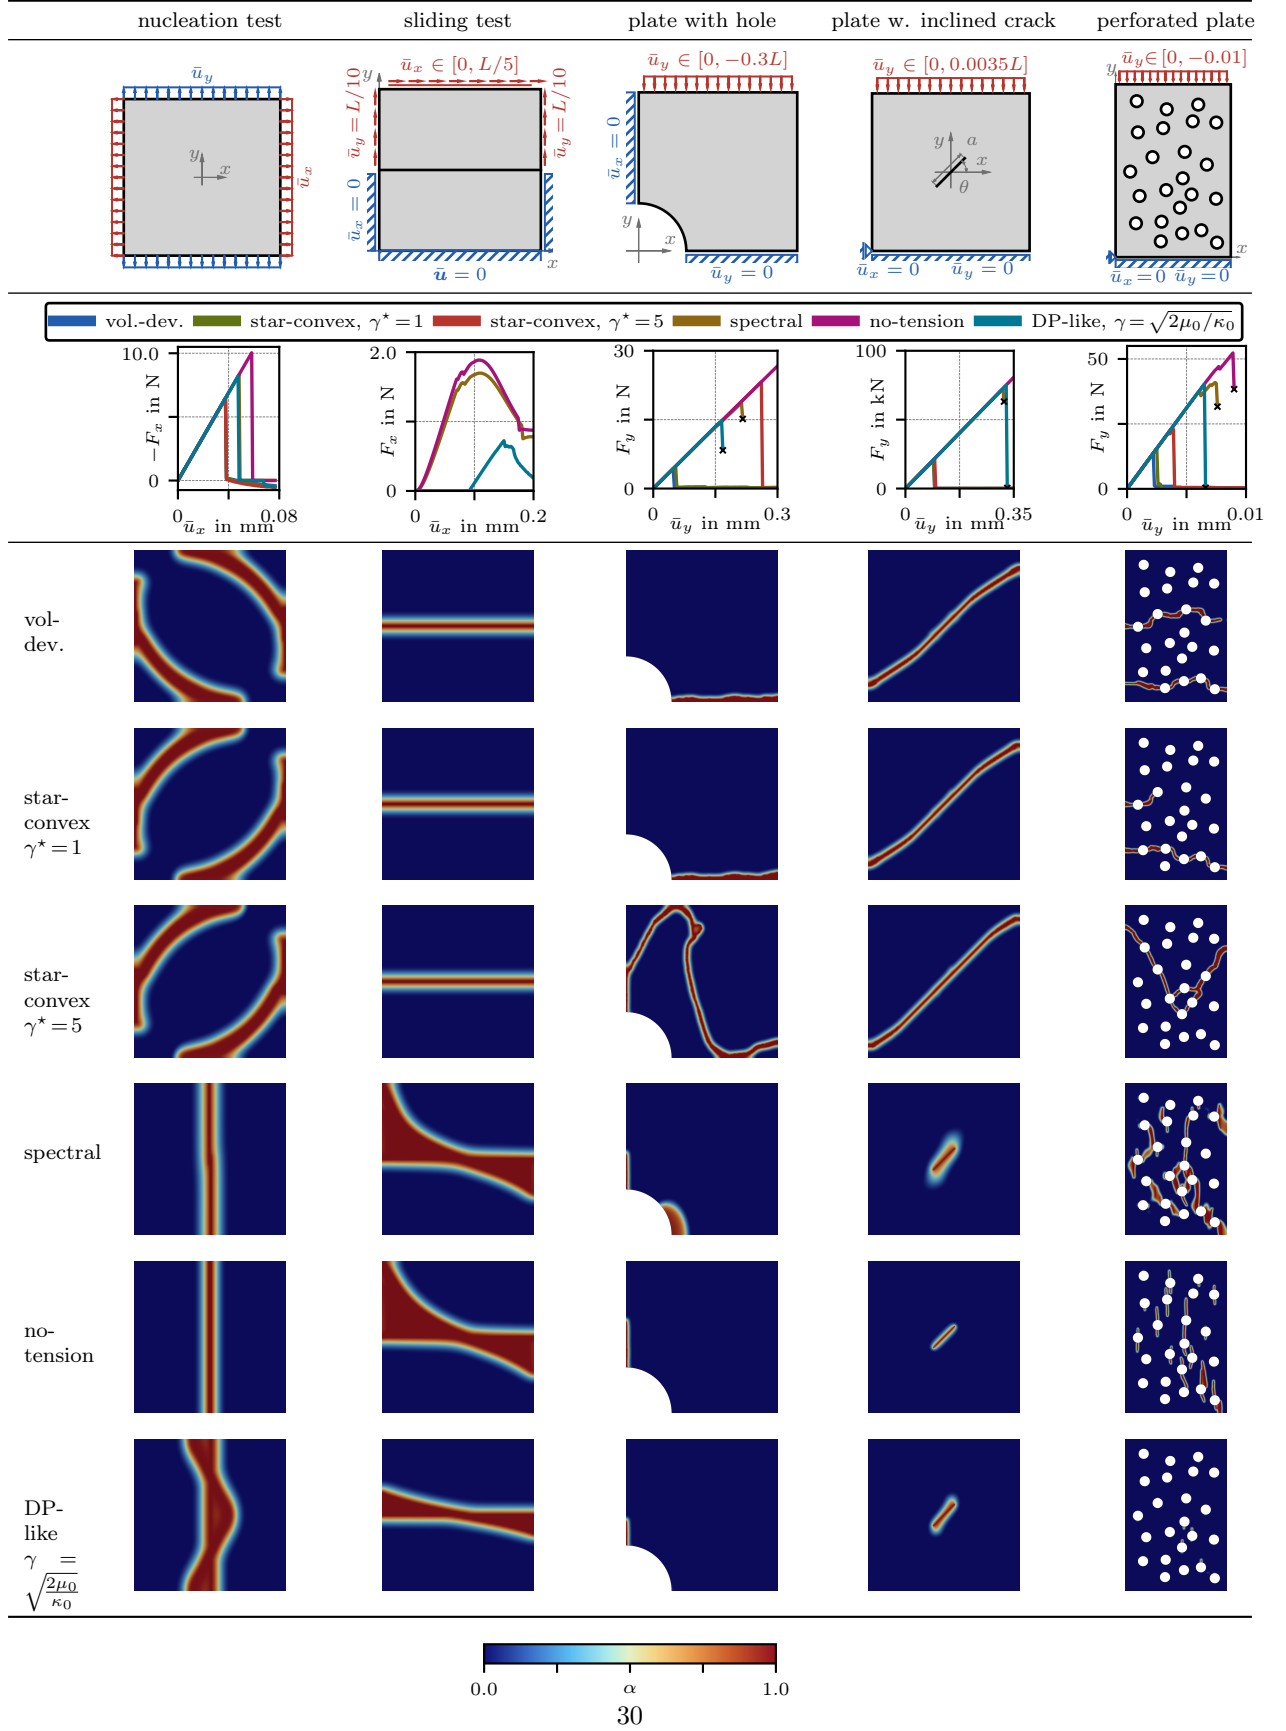 nucleation test sliding test plate with hole plate w. inclined crack perforated plate
ū_y
ū_x
y
x
ū_x ∈ [0, L/5]
ū_y = L/10
ū_y = L/10
y
ū_x = 0
ū = 0
x
ū_y ∈ [0, −0.3L]
ū_x = 0
y
x
ū_y = 0
ū_y ∈ [0, 0.0035L]
y
a
x
θ
ū_x = 0 ū_y = 0
ū_y∈[0, −0.01]
y
x
ū_x=0 ū_y=0
vol.-dev. star-convex, γ*=1 star-convex, γ*=5 spectral no-tension DP-like, γ=√2μ₀/κ₀
−F_x in N
10.0
0
0 0.08
ū_x in mm
F_x in N
2.0
0
0 0.2
ū_x in mm
F_y in N
30
0
0 0.3
ū_y in mm
F_y in kN
100
0
0 0.35
ū_y in mm
F_y in N
50
0
0 0.01
ū_y in mm
vol-
dev.
star-
convex
γ*=1
star-
convex
γ*=5
spectral
no-
tension
DP-
like
γ =
√2μ₀/κ₀
0.0 α 1.0
30